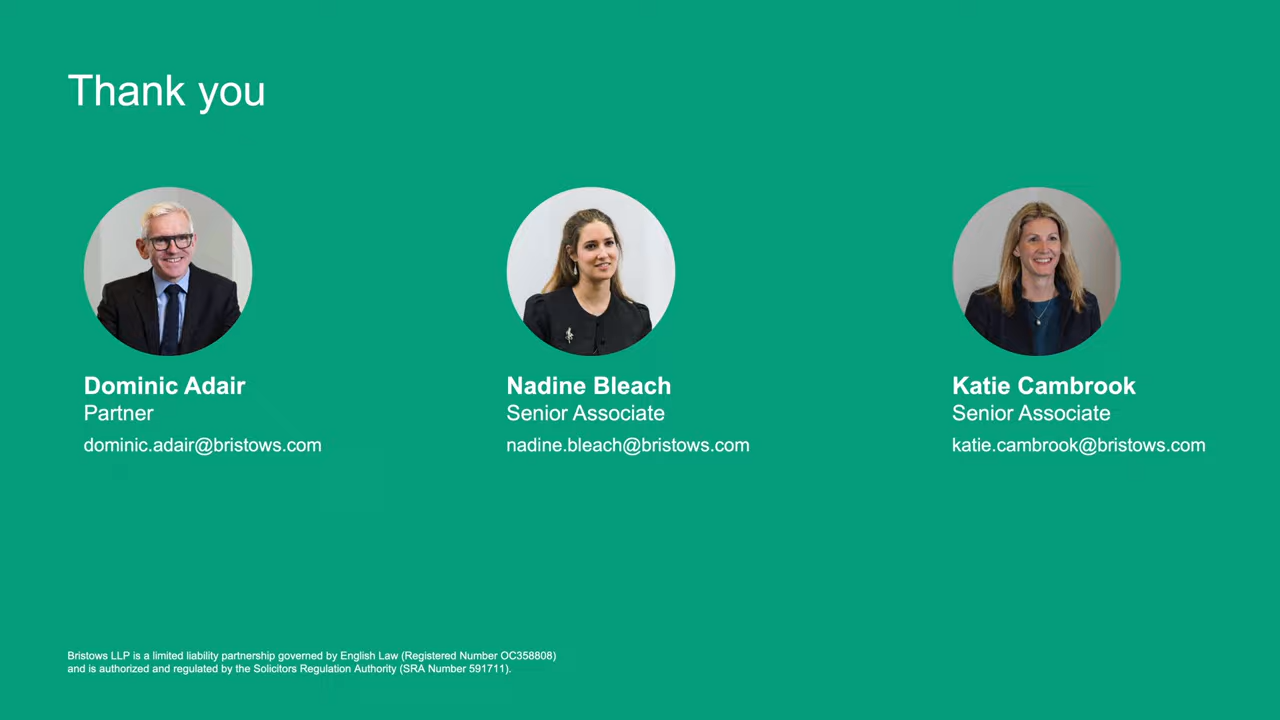 Thank you
Dominic Adair
Partner
dominic.adair@bristows.com
Nadine Bleach
Senior Associate
nadine.bleach@bristows.com
Katie Cambrook
Senior Associate
katie.cambrook@bristows.com
Bristows LLP is a limited liability partnership governed by English Law (Registered Number OC358808)
and is authorized and regulated by the Solicitors Regulation Authority (SRA Number 591711).